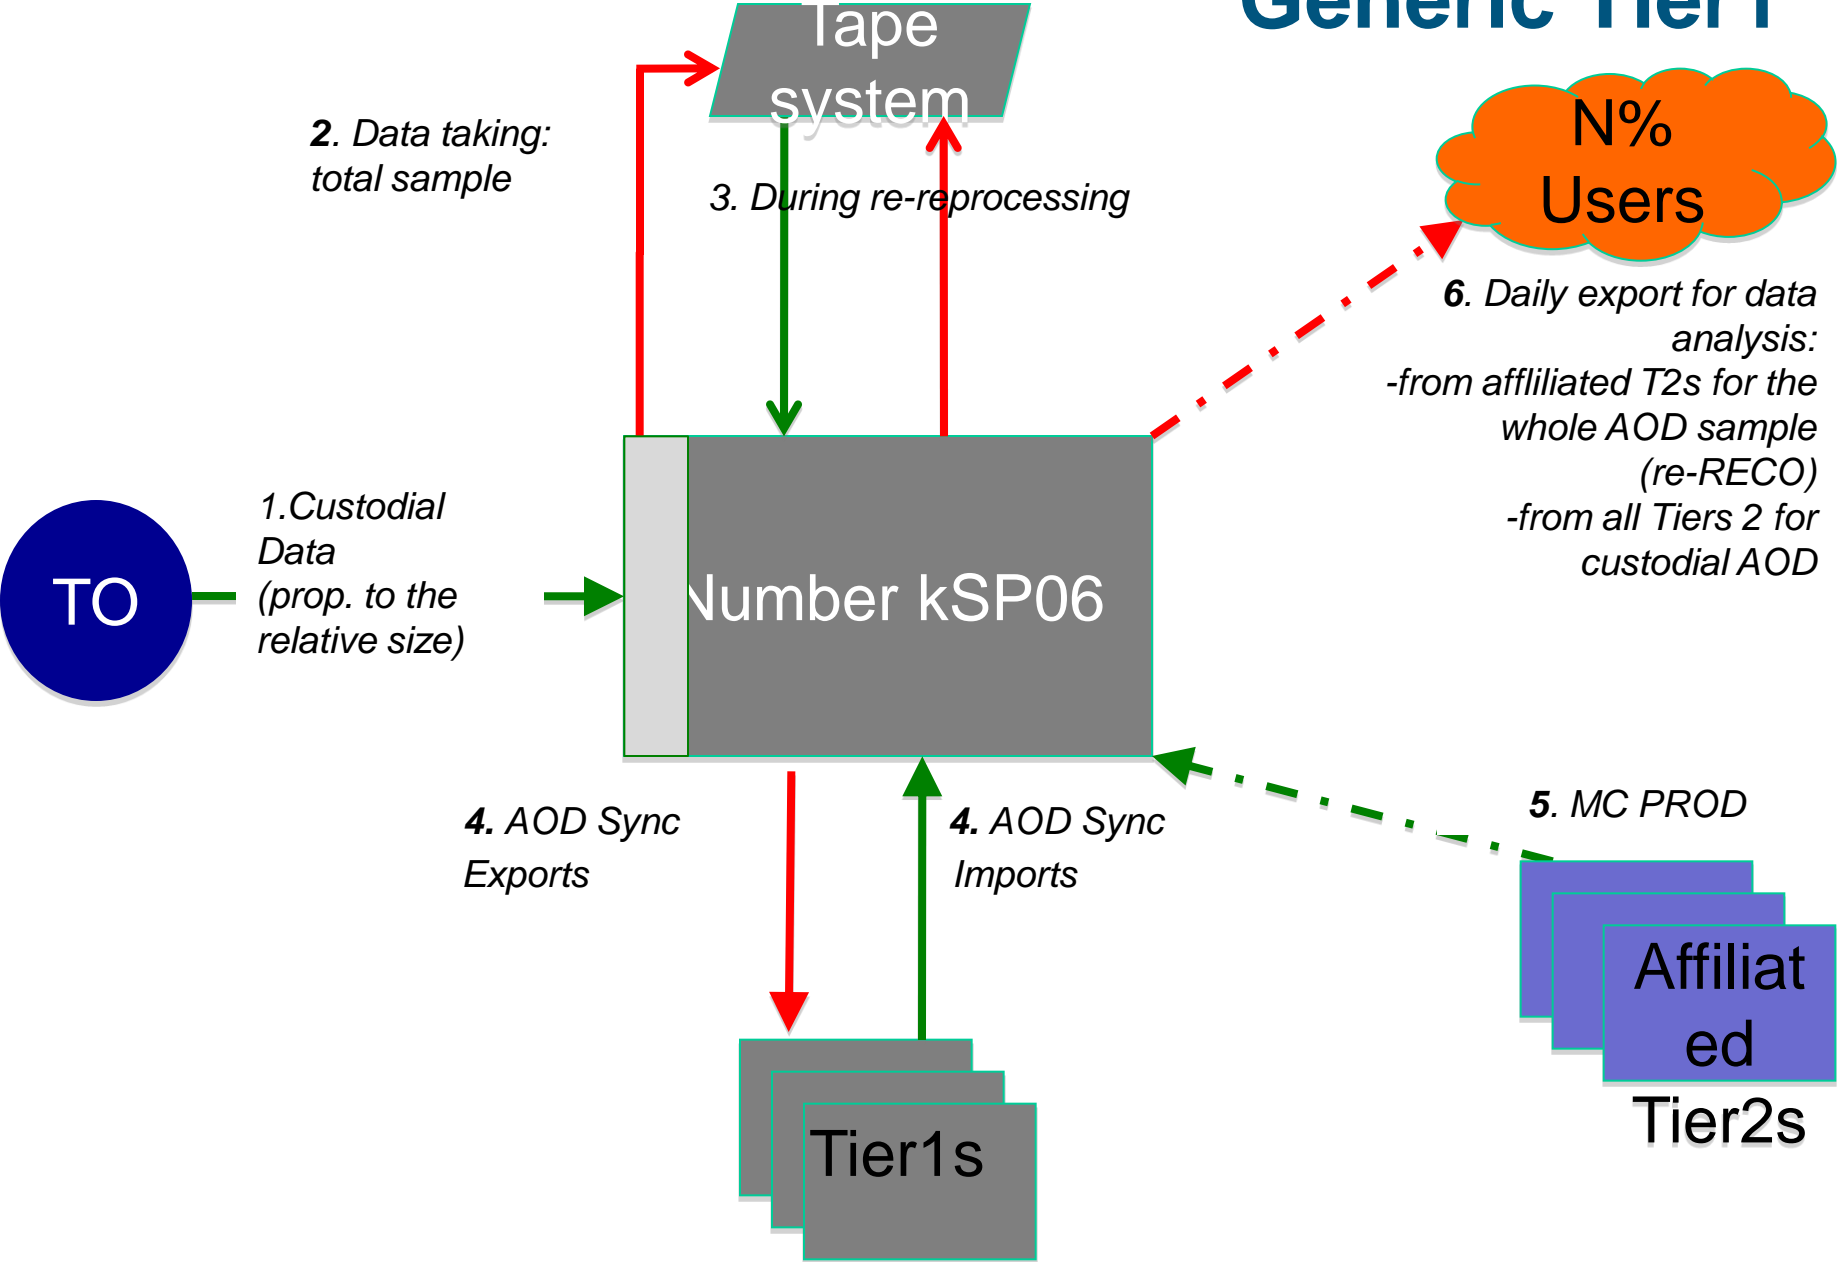 Generic Tier1
Tape
system
N%
Users
2. Data taking:
total sample
3. During re-reprocessing
6. Daily export for data
analysis:
-from affliliated T2s for the
whole AOD sample
(re-RECO)
-from all Tiers 2 for
custodial AOD
1.Custodial
Data
(prop. to the
relative size)
TO
Number kSP06
4. AOD Sync
Exports
4. AOD Sync
Imports
5. MC PROD
Affiliat
ed
Tier2s
Tier1s